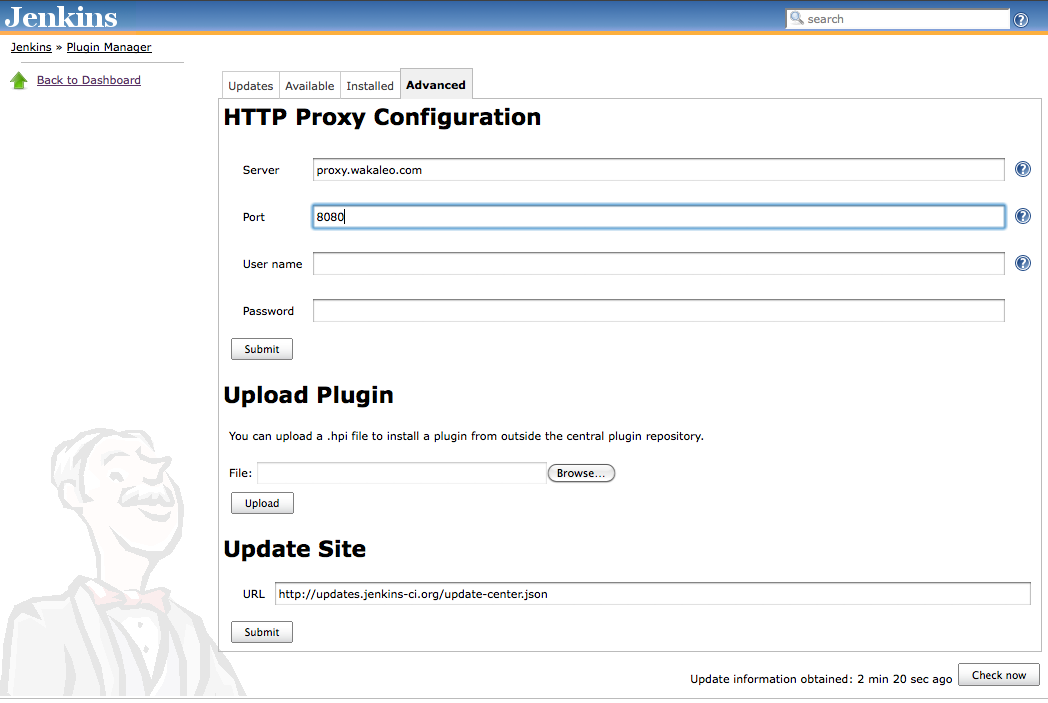 Jenkins
search
Jenkins » Plugin Manager
Back to Dashboard
Updates Available Installed Advanced
HTTP Proxy Configuration
Server proxy.wakaleo.com
Port 8080
User name
Password
Submit
Upload Plugin
You can upload a .hpi file to install a plugin from outside the central plugin repository.
File: Browse...
Upload
Update Site
URL http://updates.jenkins-ci.org/update-center.json
Submit
Update information obtained: 2 min 20 sec ago Check now